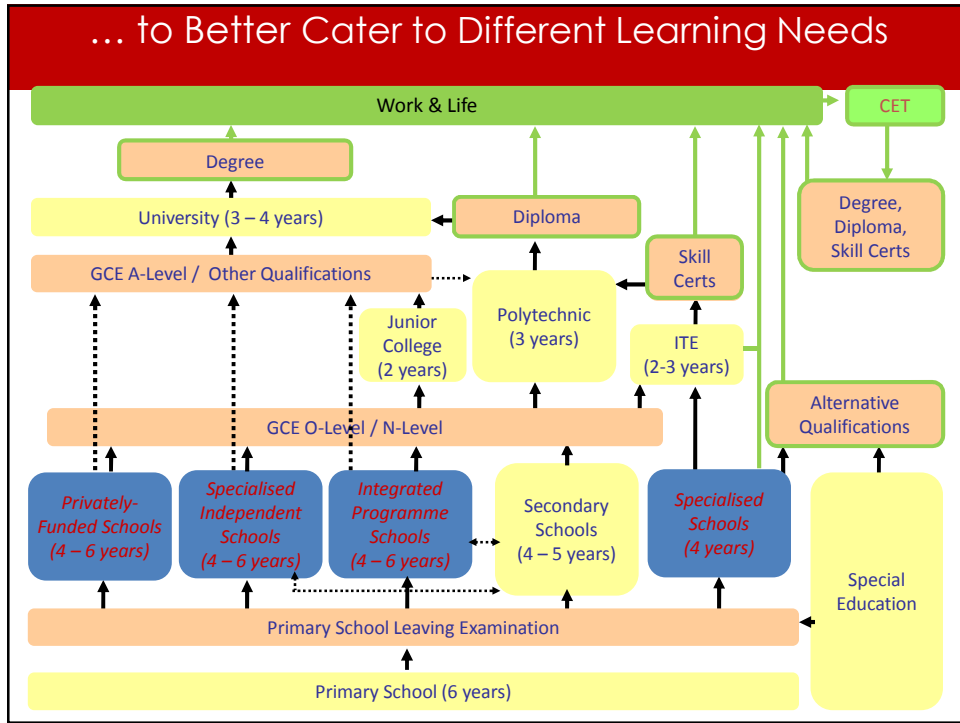 ... to Better Cater to Different Learning Needs
Work & Life
CET
Degree
University (3 – 4 years)
Diploma
Degree,
Diploma,
Skill Certs
GCE A-Level / Other Qualifications
Skill
Certs
Polytechnic
(3 years)
Junior
College
(2 years)
ITE
(2-3 years)
Alternative
Qualifications
GCE O-Level / N-Level
Privately-
Funded Schools
(4 – 6 years)
Specialised
Independent
Schools
(4 – 6 years)
Integrated
Programme
Schools
(4 – 6 years)
Secondary
Schools
(4 – 5 years)
Specialised
Schools
(4 years)
Special
Education
Primary School Leaving Examination
Primary School (6 years)